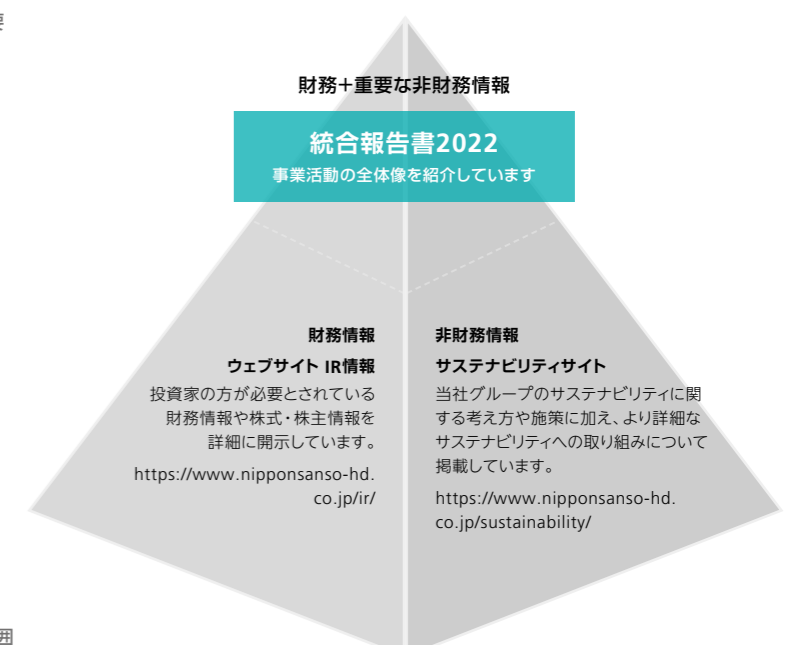 要
財務+重要な非財務情報
統合報告書2022
事業活動の全体像を紹介しています
財務情報
ウェブサイト IR情報
投資家の方が必要とされている
財務情報や株式・株主情報を
詳細に開示しています。
https://www.nipponsanso-hd.
co.jp/ir/
非財務情報
サステナビリティサイト
当社グループのサステナビリティに関
する考え方や施策に加え、より詳細な
サステナビリティへの取り組みについて
掲載しています。
https://www.nipponsanso-hd.
co.jp/sustainability/
囲